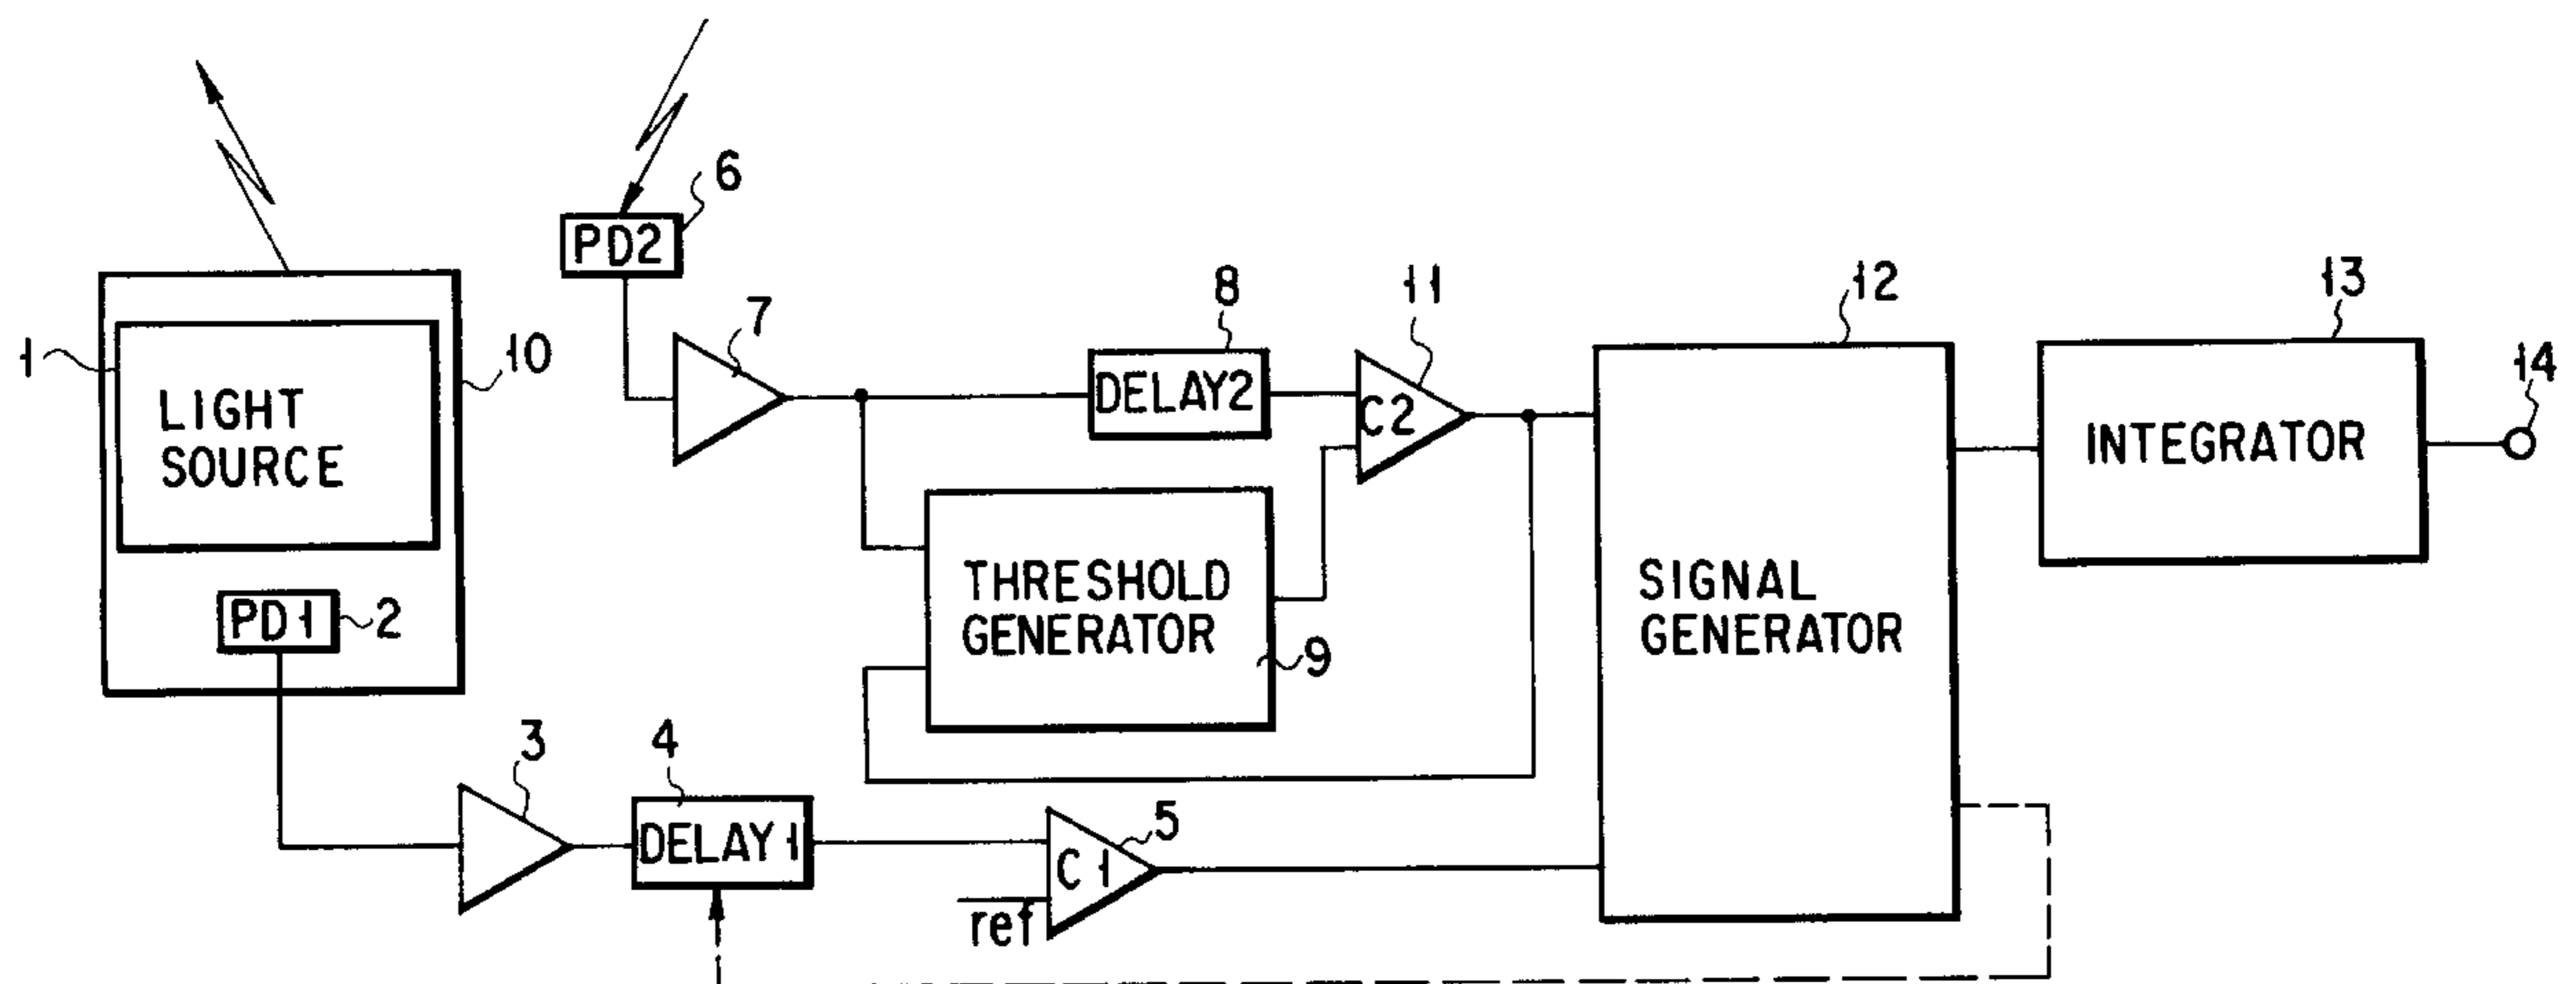 6
PD2
1
LIGHT
SOURCE
10
7
8
DELAY2
11
C2
12
13
14
INTEGRATOR
THRESHOLD
GENERATOR
9
SIGNAL
GENERATOR
PD1
2
3
4
DELAY1
5
C1
ref